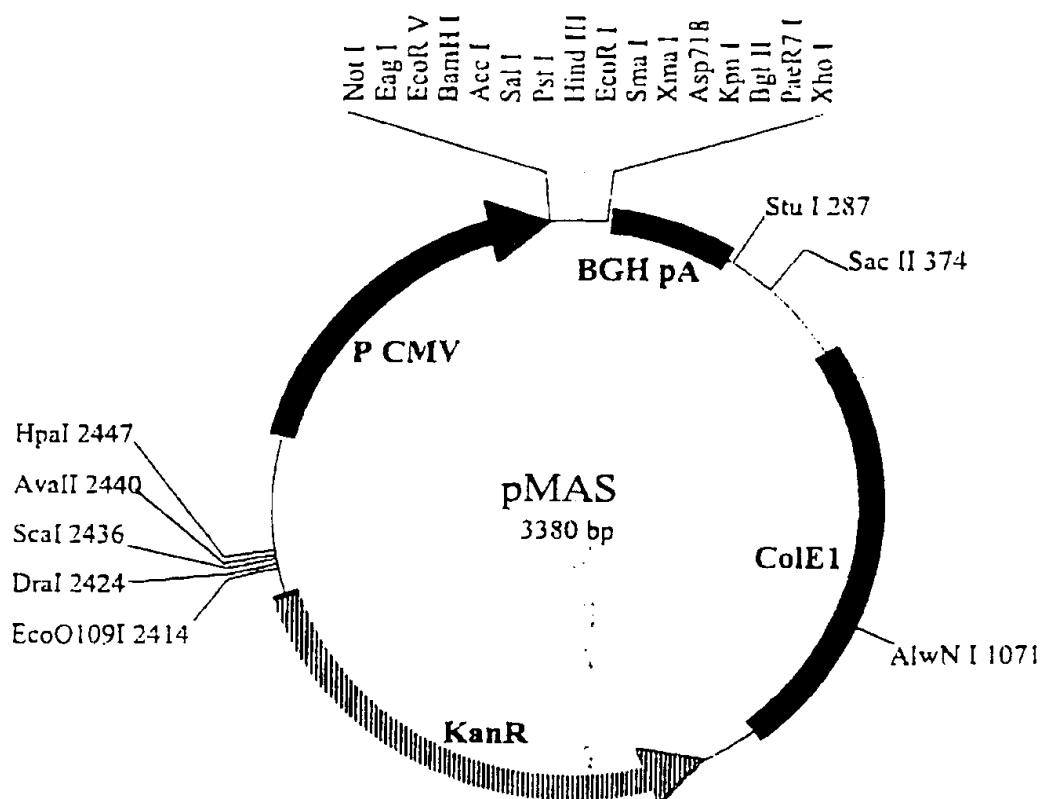 Not I
Eag I
EcoR V
BamH I
Acc I
Sal I
Pst I
Hind III
EcoR I
Sma I
Xma I
Asp718
Kpn I
Bgl II
PaeR7 I
Xho I
Stu I 287
Sac II 374
BGH pA
P CMV
HpaI 2447
AvaII 2440
ScaI 2436
DraI 2424
EcoO109I 2414
pMAS
3380 bp
ColE1
AlwN I 1071
KanR